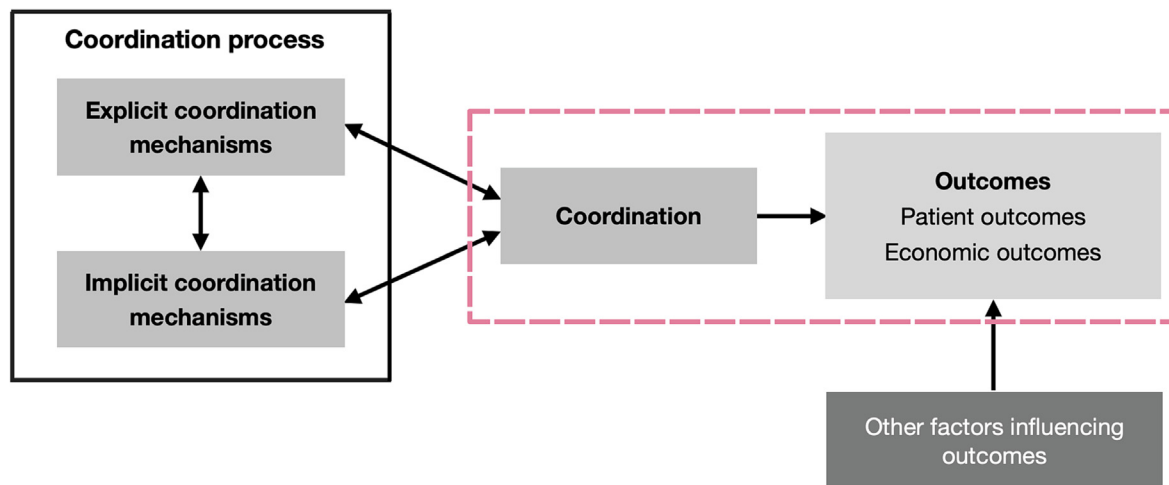 Coordination process
Explicit coordination
mechanisms
Implicit coordination
mechanisms
Coordination
Outcomes
Patient outcomes
Economic outcomes
Other factors influencing
outcomes